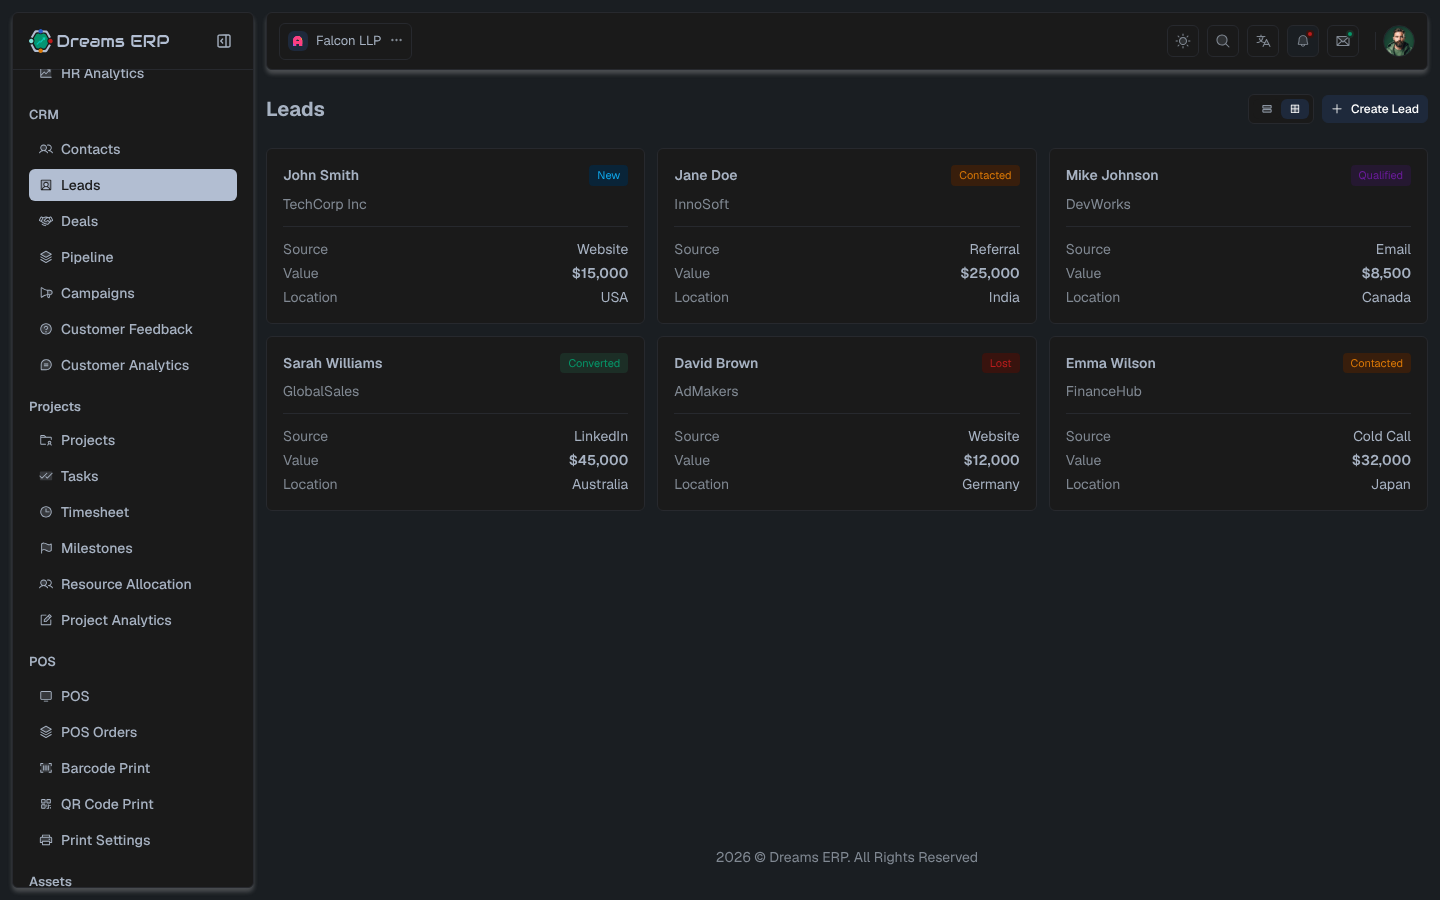 Dreams ERP
HR Analytics
CRM
Contacts
Leads
Deals
Pipeline
Campaigns
Customer Feedback
Customer Analytics
Projects
Projects
Tasks
Timesheet
Milestones
Resource Allocation
Project Analytics
POS
POS
POS Orders
Barcode Print
QR Code Print
Print Settings
Assets
Falcon LLP ···
Leads
Create Lead
John Smith New
TechCorp Inc
Source Website
Value $15,000
Location USA
Jane Doe Contacted
InnoSoft
Source Referral
Value $25,000
Location India
Mike Johnson Qualified
DevWorks
Source Email
Value $8,500
Location Canada
Sarah Williams Converted
GlobalSales
Source LinkedIn
Value $45,000
Location Australia
David Brown Lost
AdMakers
Source Website
Value $12,000
Location Germany
Emma Wilson Contacted
FinanceHub
Source Cold Call
Value $32,000
Location Japan
2026 © Dreams ERP. All Rights Reserved